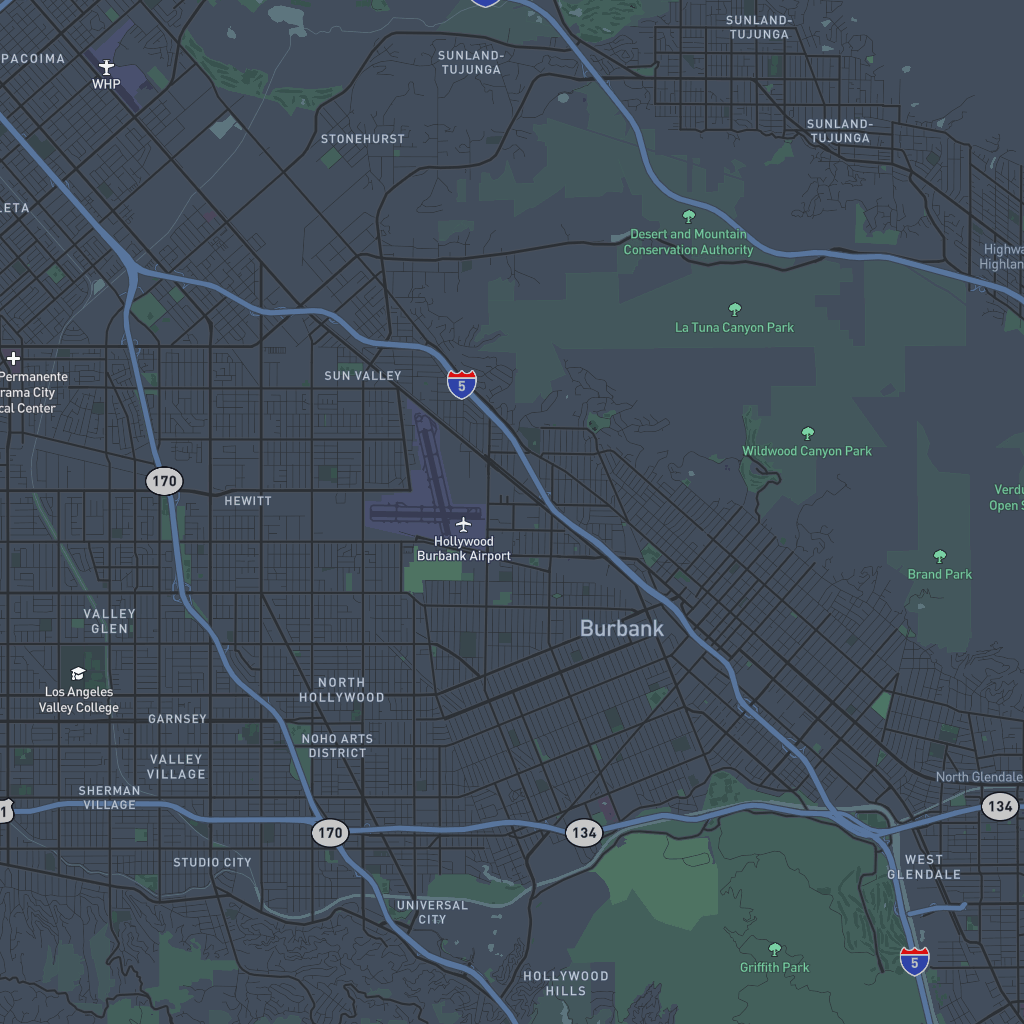 SUNLAND-
TUJUNGA
PACOIMA
SUNLAND-
TUJUNGA
WHP
SUNLAND-
TUJUNGA
STONEHURST
LETA
Desert and Mountain
Conservation Authority
Highwa
Highlan
La Tuna Canyon Park
Permanente
rama City
cal Center
SUN VALLEY
5
Wildwood Canyon Park
170
HEWITT
Verdu
Open S
Hollywood
Burbank Airport
Brand Park
VALLEY
GLEN
Burbank
Los Angeles
Valley College
NORTH
HOLLYWOOD
GARNSEY
NOHO ARTS
DISTRICT
VALLEY
VILLAGE
North Glendale
SHERMAN
VILLAGE
1
134
170
134
STUDIO CITY
WEST
GLENDALE
UNIVERSAL
CITY
Griffith Park
5
HOLLYWOOD
HILLS